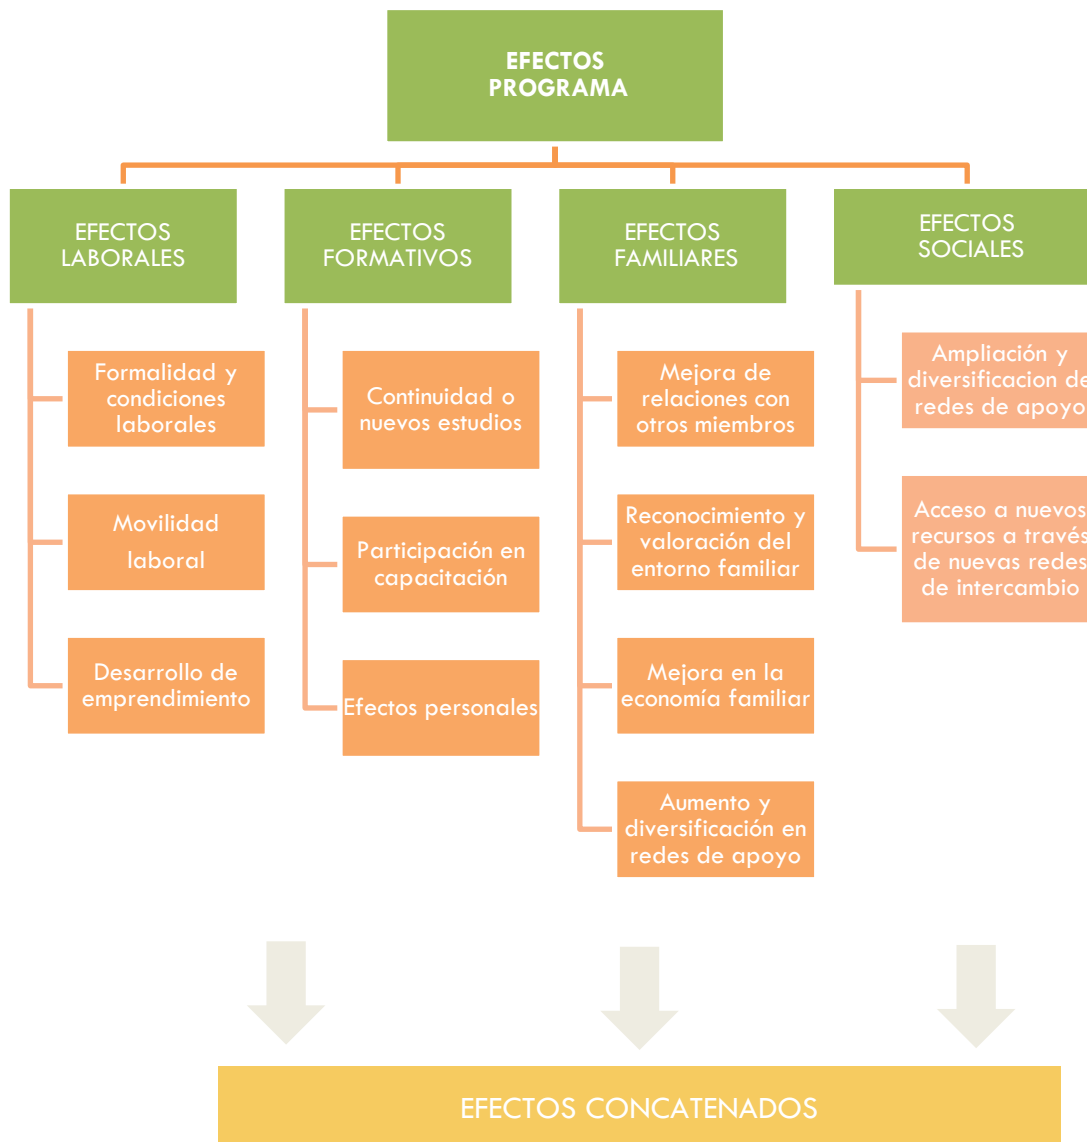 EFECTOS
PROGRAMA
EFECTOS
LABORALES
Formalidad y
condiciones
laborales
Movilidad
laboral
Desarrollo de
emprendimiento
EFECTOS
FORMATIVOS
Continuidad o
nuevos estudios
Participación en
capacitación
Efectos personales
EFECTOS
FAMILIARES
Mejora de
relaciones con
otros miembros
Reconocimiento y
valoración del
entorno familiar
Mejora en la
economía familiar
Aumento y
diversificación en
redes de apoyo
EFECTOS
SOCIALES
Ampliación y
diversificacion de
redes de apoyo
Acceso a nuevos
recursos a través
de nuevas redes
de intercambio
EFECTOS CONCATENADOS